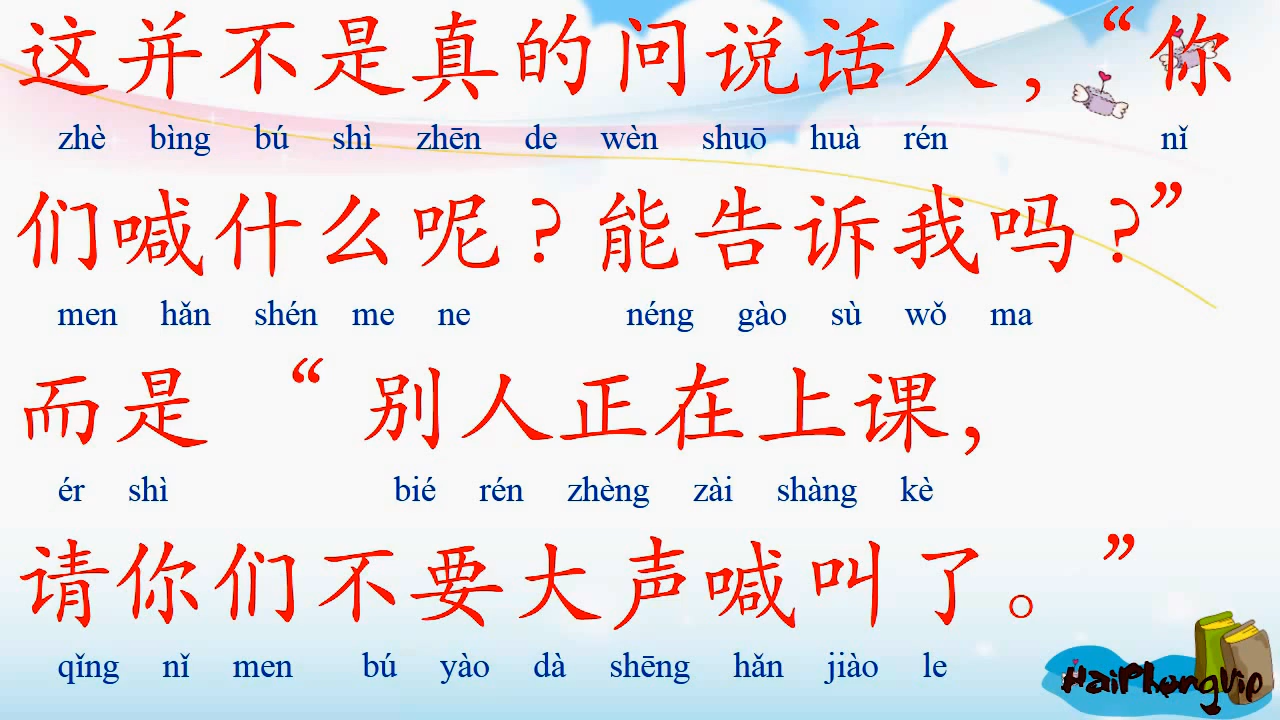 这并不是真的问说话人，“你
zhè bìng bú shì zhēn de wèn shuō huà rén nǐ
们喊什么呢？能告诉我吗？”
men hǎn shén me ne néng gào sù wǒ ma
而是 “ 别人正在上课，
ér shì bié rén zhèng zài shàng kè
请你们不要大声喊叫了。”
qǐng nǐ men bú yào dà shēng hǎn jiào le
HaiPhongVip